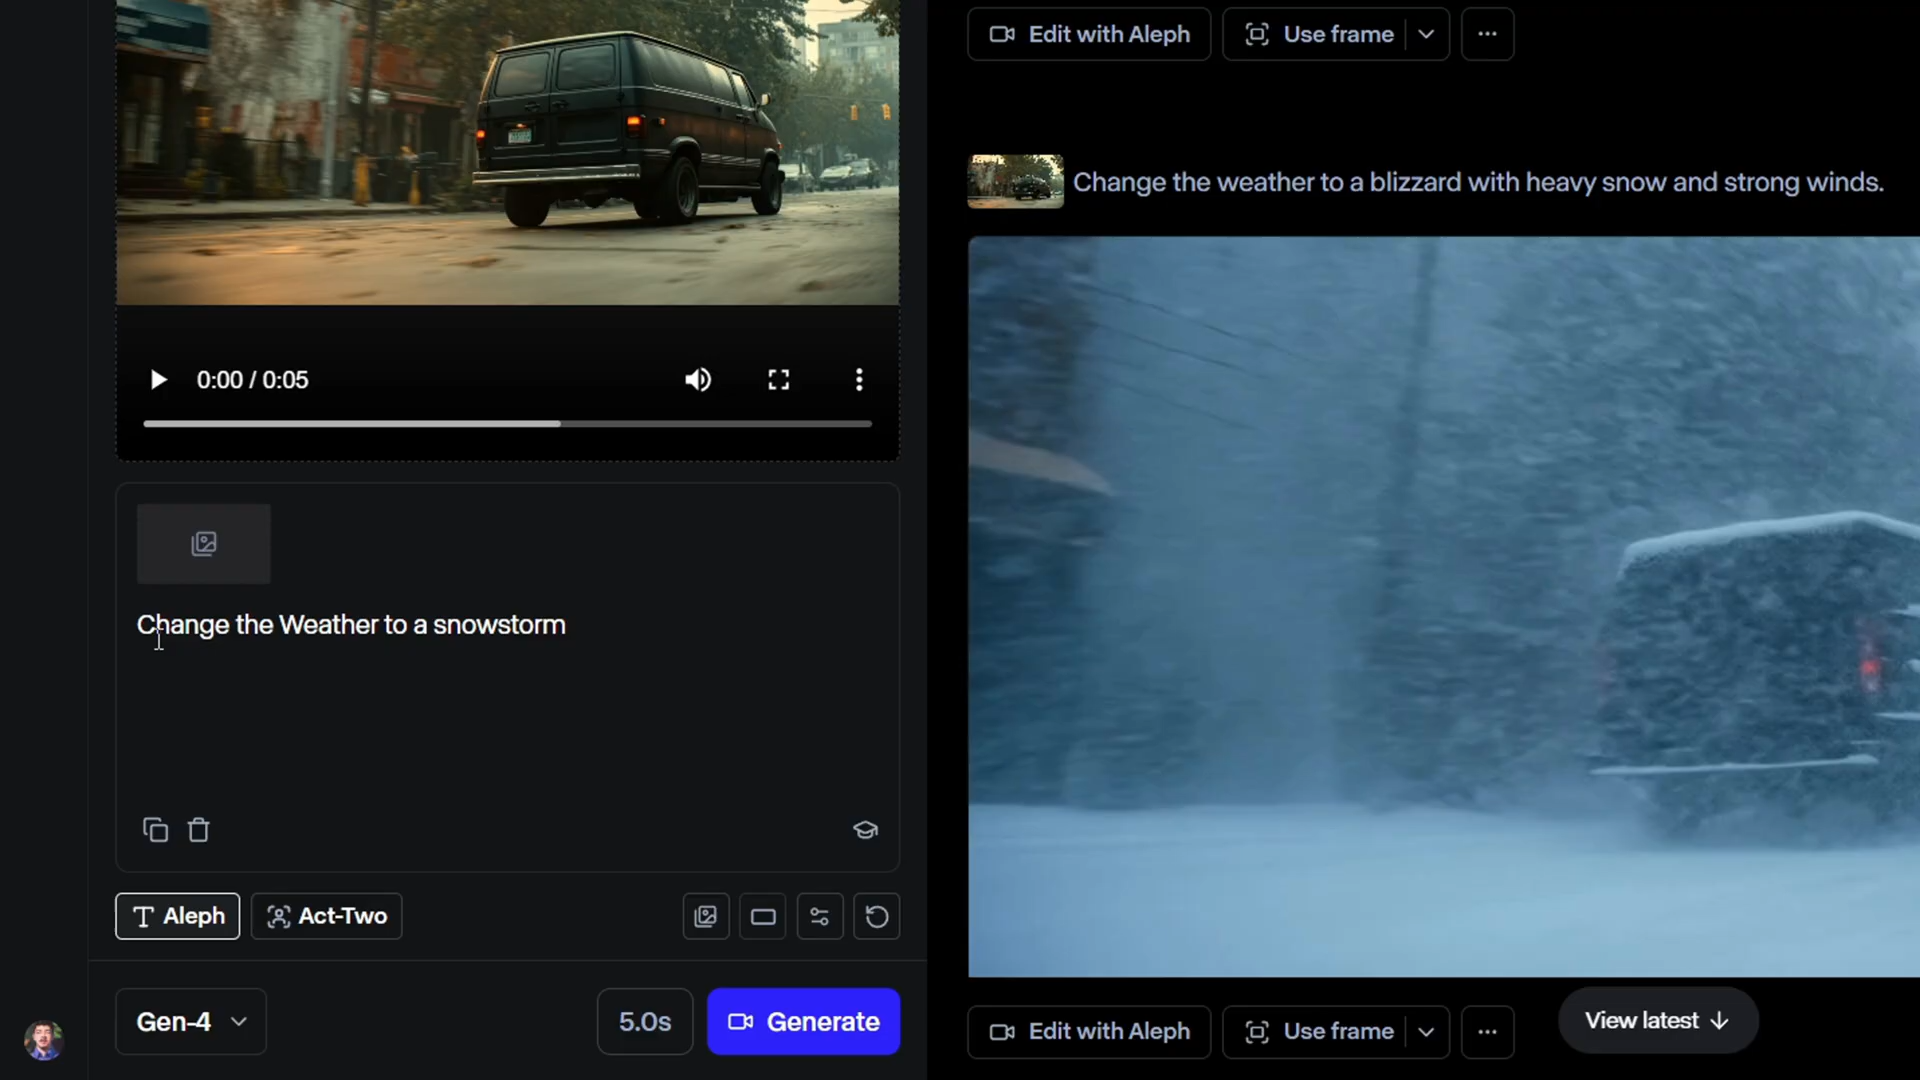 Edit with Aleph
Use frame
Change the weather to a blizzard with heavy snow and strong winds.
0:00 / 0:05
Change the Weather to a snowstorm
Aleph
Act-Two
Gen-4
5.0s
Generate
Edit with Aleph
Use frame
View latest